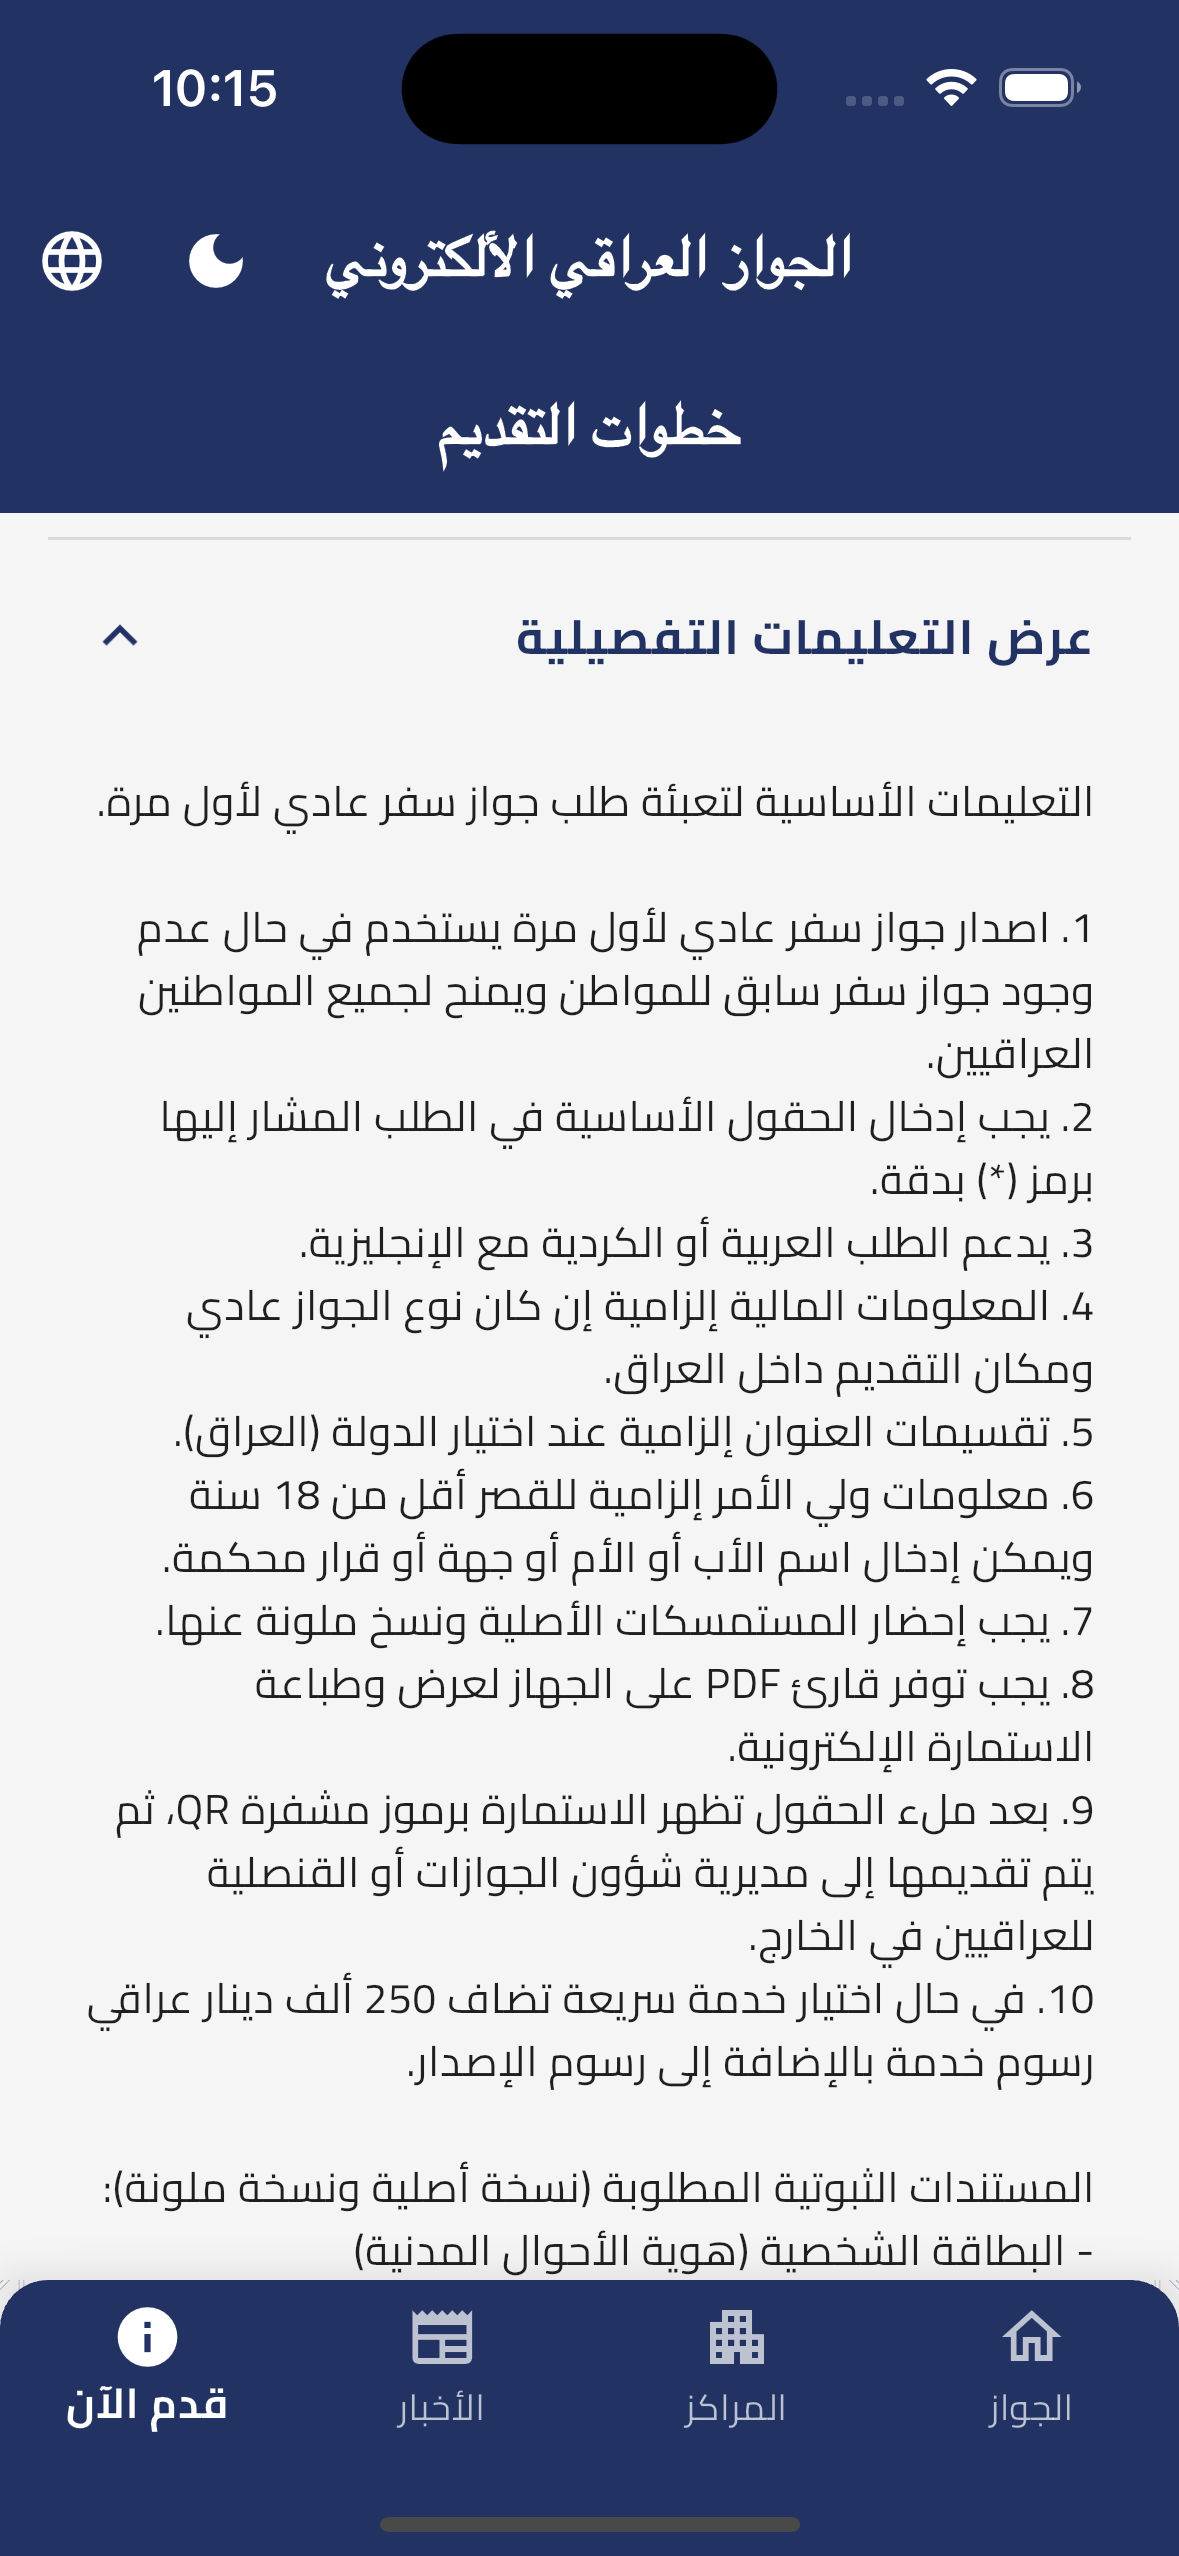 10:15
الجواز العراقي الألكتروني
خطوات التقديم
عرض التعليمات التفصيلية
التعليمات الأساسية لتعبئة طلب جواز سفر عادي لأول مرة.
1. اصدار جواز سفر عادي لأول مرة يستخدم في حال عدم
وجود جواز سفر سابق للمواطن ويمنح لجميع المواطنين
العراقيين.
2. يجب إدخال الحقول الأساسية في الطلب المشار إليها
برمز (*) بدقة.
3. يدعم الطلب العربية أو الكردية مع الإنجليزية.
4. المعلومات المالية إلزامية إن كان نوع الجواز عادي
ومكان التقديم داخل العراق.
5. تقسيمات العنوان إلزامية عند اختيار الدولة (العراق).
6. معلومات ولي الأمر إلزامية للقصر أقل من 18 سنة
ويمكن إدخال اسم الأب أو الأم أو جهة أو قرار محكمة.
7. يجب إحضار المستمسكات الأصلية ونسخ ملونة عنها.
8. يجب توفر قارئ PDF على الجهاز لعرض وطباعة
الاستمارة الإلكترونية.
9. بعد ملء الحقول تظهر الاستمارة برموز مشفرة QR، ثم
يتم تقديمها إلى مديرية شؤون الجوازات أو القنصلية
للعراقيين في الخارج.
10. في حال اختيار خدمة سريعة تضاف 250 ألف دينار عراقي
رسوم خدمة بالإضافة إلى رسوم الإصدار.
المستندات الثبوتية المطلوبة (نسخة أصلية ونسخة ملونة):
- البطاقة الشخصية (هوية الأحوال المدنية)
الجواز
المراكز
الأخبار
قدم الآن